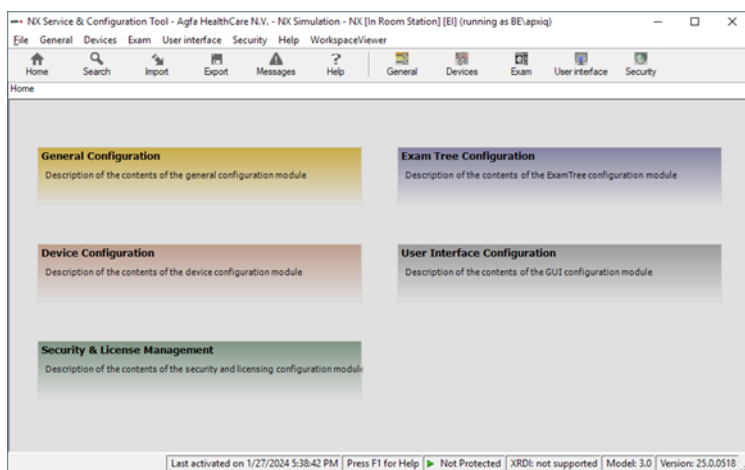 NX Service & Configuration Tool - Agfa HealthCare N.V. - NX Simulation - NX [In Room Station] [EI] (running as BE\apxiq)
File General Devices Exam User interface Security Help WorkspaceViewer
Home Search Import Export Messages Help General Devices Exam User interface Security
Home
General Configuration
Description of the contents of the general configuration module
Exam Tree Configuration
Description of the contents of the ExamTree configuration module
Device Configuration
Description of the contents of the device configuration module
User Interface Configuration
Description of the contents of the GUI configuration module
Security & License Management
Description of the contents of the security and licensing configuration module
Last activated on 1/27/2024 5:38:42 PM Press F1 for Help Not Protected XRDI: not supported Model: 3.0 Version: 25.0.0518